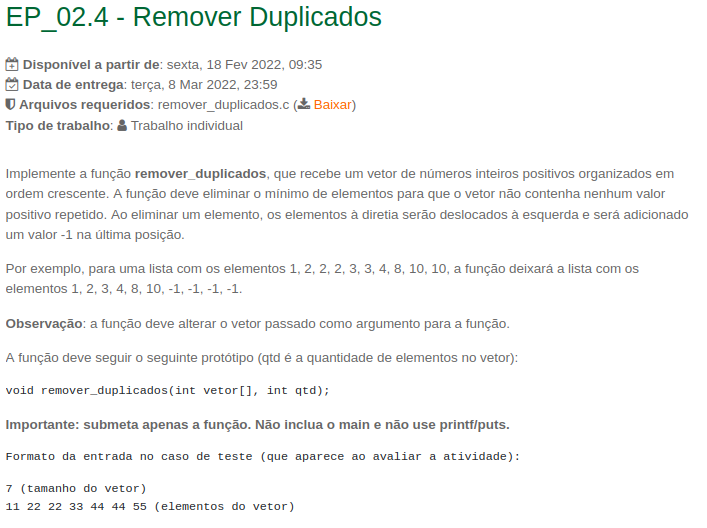 EP_02.4 - Remover Duplicados
Disponível a partir de: sexta, 18 Fev 2022, 09:35
Data de entrega: terça, 8 Mar 2022, 23:59
Arquivos requeridos: remover_duplicados.c (Baixar)
Tipo de trabalho: Trabalho individual
Implemente a função remover_duplicados, que recebe um vetor de números inteiros positivos organizados em
ordem crescente. A função deve eliminar o mínimo de elementos para que o vetor não contenha nenhum valor
positivo repetido. Ao eliminar um elemento, os elementos à diretia serão deslocados à esquerda e será adicionado
um valor -1 na última posição.
Por exemplo, para uma lista com os elementos 1, 2, 2, 2, 3, 3, 4, 8, 10, 10, a função deixará a lista com os
elementos 1, 2, 3, 4, 8, 10, -1, -1, -1, -1.
Observação: a função deve alterar o vetor passado como argumento para a função.
A função deve seguir o seguinte protótipo (qtd é a quantidade de elementos no vetor):
void remover_duplicados(int vetor[], int qtd);
Importante: submeta apenas a função. Não inclua o main e não use printf/puts.
Formato da entrada no caso de teste (que aparece ao avaliar a atividade):
7 (tamanho do vetor)
11 22 22 33 44 44 55 (elementos do vetor)